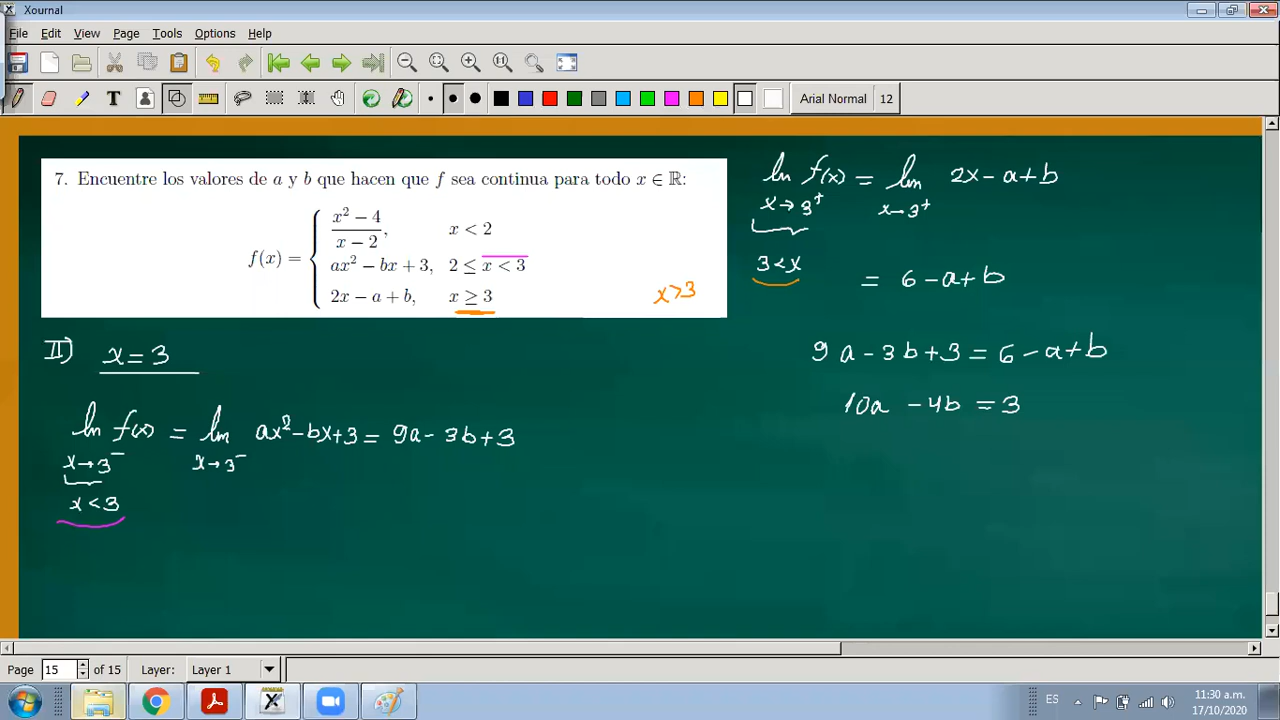 Xournal
File Edit View Page Tools Options Help
Arial Normal 12
7. Encuentre los valores de a y b que hacen que f sea continua para todo x ∈ ℝ:
f(x) = { (x² − 4)/(x − 2), x < 2
ax² − bx + 3, 2 ≤ x < 3
2x − a + b, x ≥ 3
x>3
II) x=3
lim f(x) = lim ax²-bx+3 = 9a-3b+3
x→3⁻ x→3⁻
x<3
lim f(x) = lim 2x-a+b
x→3⁺ x→3⁺
3<x
= 6-a+b
9a-3b+3 = 6-a+b
10a -4b = 3
Page 15 of 15 Layer: Layer 1
ES 11:30 a.m.
17/10/2020